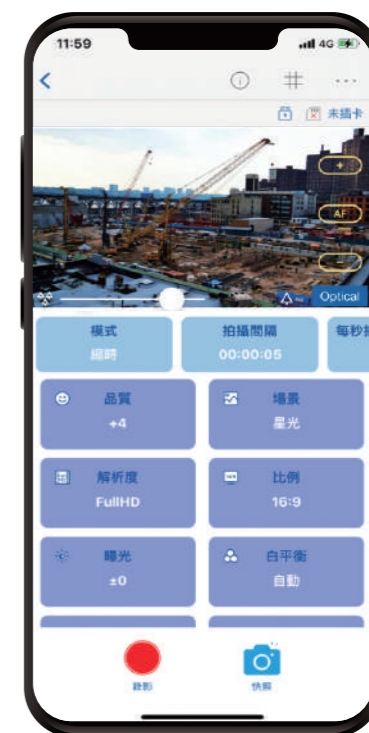 11:59
4G
未插卡
+
AF
−
Optical
模式
縮時
拍攝間隔
00:00:05
每秒
品質
+4
場景
星光
解析度
FullHD
比例
16:9
曝光
±0
白平衡
自動
錄影
快照